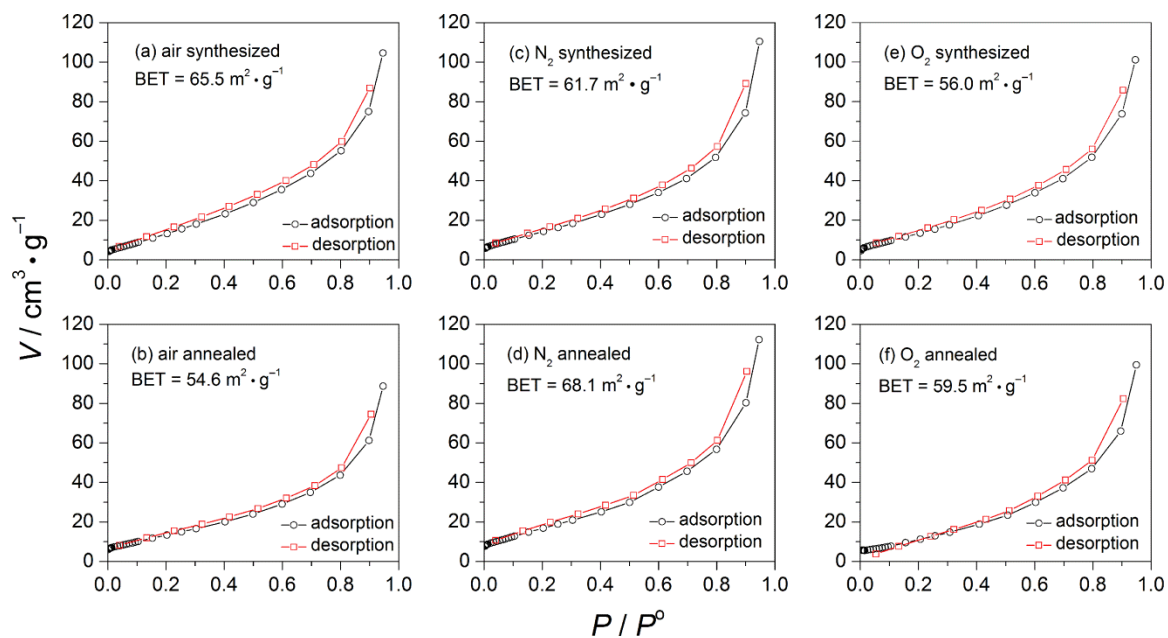 V / cm³ • g⁻¹
120
100
80
60
40
20
0
(a) air synthesized
BET = 65.5 m² • g⁻¹
adsorption
desorption
0.0 0.2 0.4 0.6 0.8 1.0
120
100
80
60
40
20
0
(c) N₂ synthesized
BET = 61.7 m² • g⁻¹
adsorption
desorption
0.0 0.2 0.4 0.6 0.8 1.0
120
100
80
60
40
20
0
(e) O₂ synthesized
BET = 56.0 m² • g⁻¹
adsorption
desorption
0.0 0.2 0.4 0.6 0.8 1.0
120
100
80
60
40
20
0
(b) air annealed
BET = 54.6 m² • g⁻¹
adsorption
desorption
0.0 0.2 0.4 0.6 0.8 1.0
120
100
80
60
40
20
0
(d) N₂ annealed
BET = 68.1 m² • g⁻¹
adsorption
desorption
0.0 0.2 0.4 0.6 0.8 1.0
120
100
80
60
40
20
0
(f) O₂ annealed
BET = 59.5 m² • g⁻¹
adsorption
desorption
0.0 0.2 0.4 0.6 0.8 1.0
P / Pᵒ